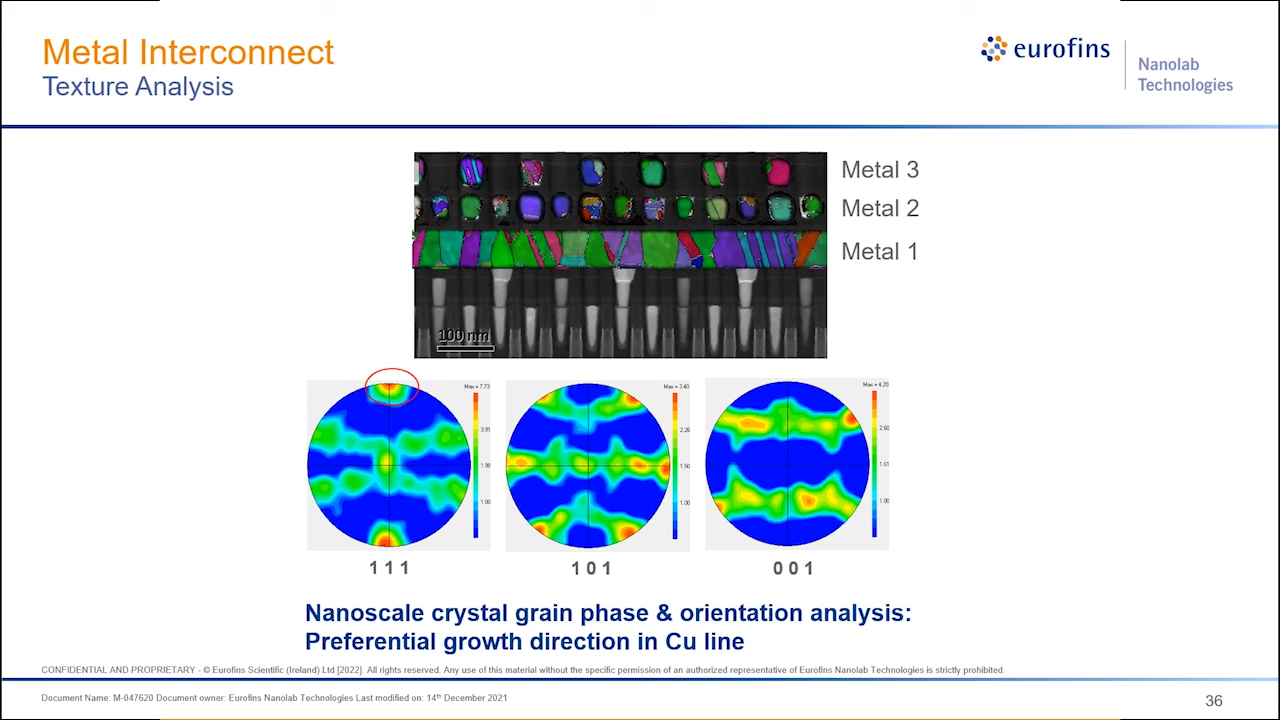 Metal Interconnect
Texture Analysis
eurofins
Nanolab
Technologies
Metal 3
Metal 2
Metal 1
100 nm
Max = 7.73
3.91
1.98
1.00
Max = 3.40
2.26
1.50
1.00
Max = 4.20
2.60
1.61
1.00
1 1 1
1 0 1
0 0 1
Nanoscale crystal grain phase & orientation analysis:
Preferential growth direction in Cu line
CONFIDENTIAL AND PROPRIETARY - © Eurofins Scientific (Ireland) Ltd [2022]. All rights reserved. Any use of this material without the specific permission of an authorized representative of Eurofins Nanolab Technologies is strictly prohibited.
Document Name: M-047620 Document owner: Eurofins Nanolab Technologies Last modified on: 14th December 2021
36